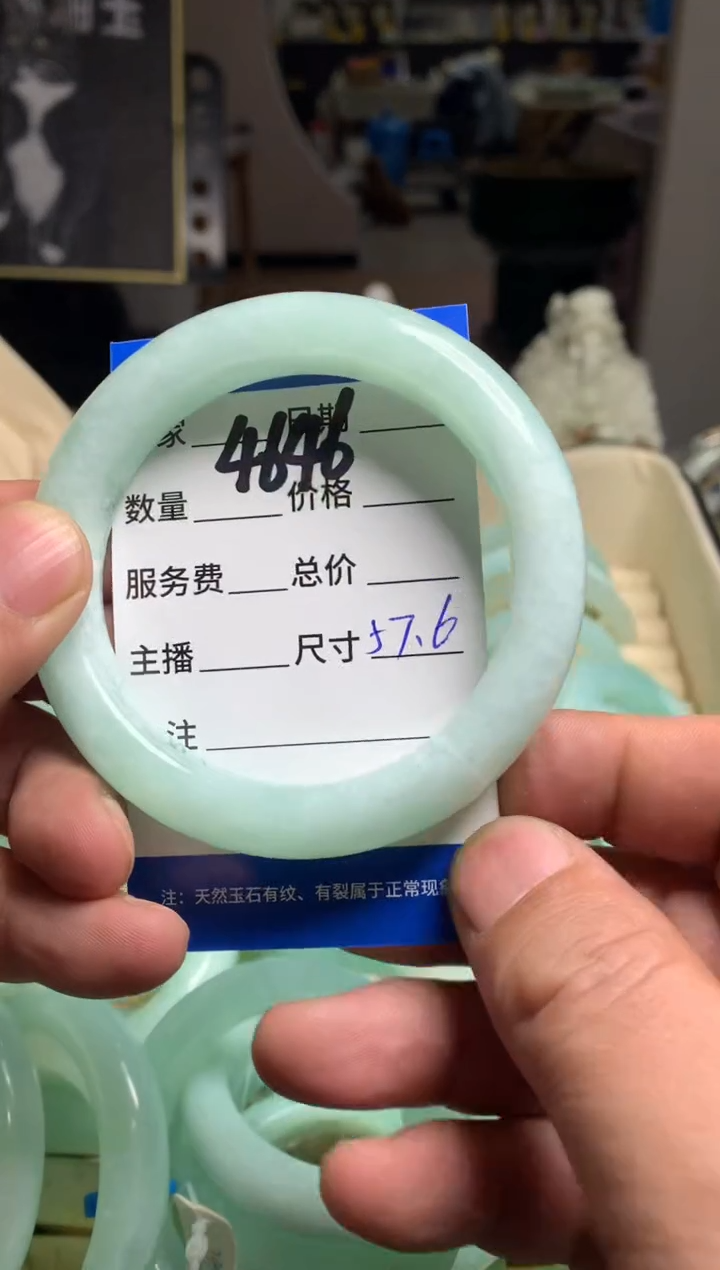 玉
家 日期
4646
数量 价格
服务费 总价
主播 尺寸 57.6
注
注：天然玉石有纹、有裂属于正常现